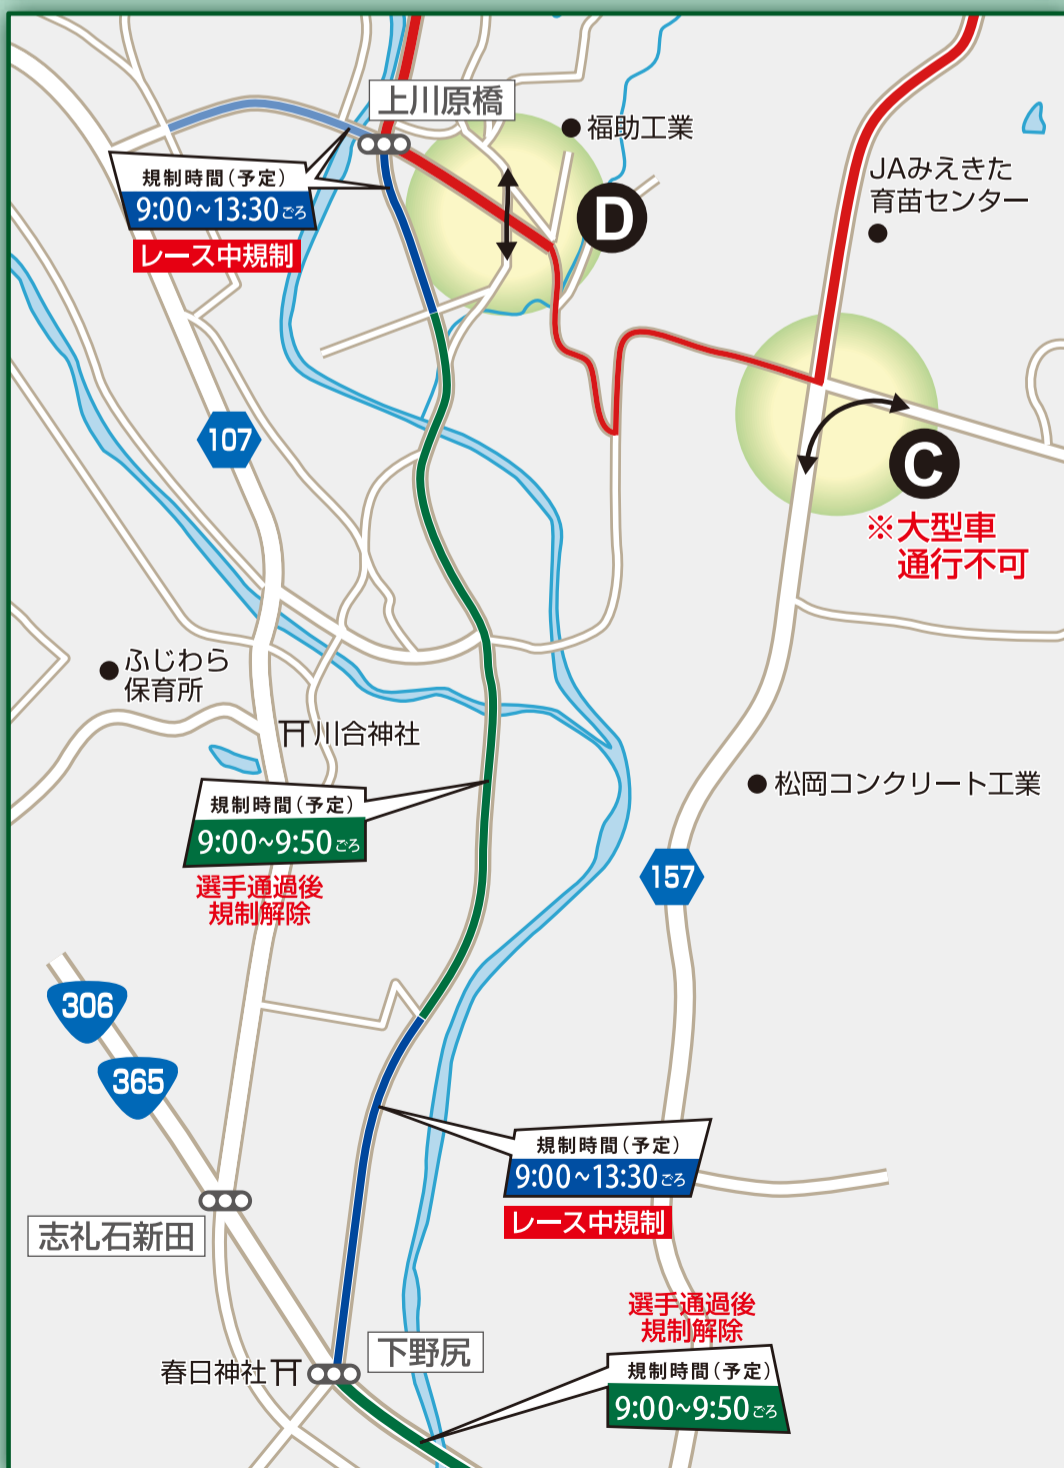 上川原橋
福助工業
D
JAみえきた
育苗センター
規制時間(予定)
9:00~13:30ごろ
レース中規制
107
C
※大型車
通行不可
ふじわら
保育所
川合神社
松岡コンクリート工業
規制時間(予定)
9:00~9:50ごろ
選手通過後
規制解除
157
306
365
規制時間(予定)
9:00~13:30ごろ
レース中規制
志礼石新田
選手通過後
規制解除
下野尻
春日神社
規制時間(予定)
9:00~9:50ごろ